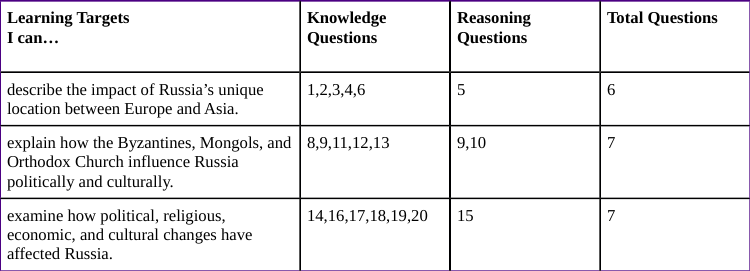 Learning Targets
I can…
Knowledge
Questions
Reasoning
Questions
Total Questions
describe the impact of Russia’s unique
location between Europe and Asia.
1,2,3,4,6
5
6
explain how the Byzantines, Mongols, and
Orthodox Church influence Russia
politically and culturally.
8,9,11,12,13
9,10
7
examine how political, religious,
economic, and cultural changes have
affected Russia.
14,16,17,18,19,20
15
7